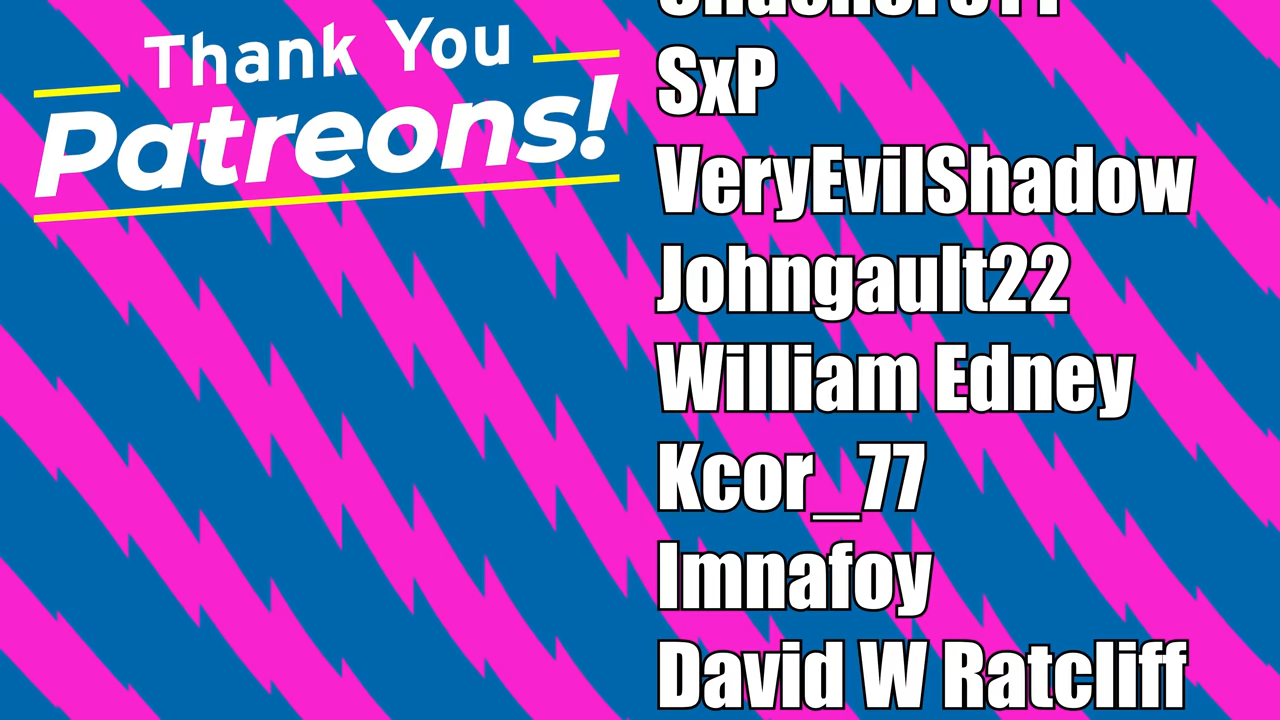 Thank You
Patreons!
SxP
VeryEvilShadow
Johngault22
William Edney
Kcor_77
Imnafoy
David W Ratcliff